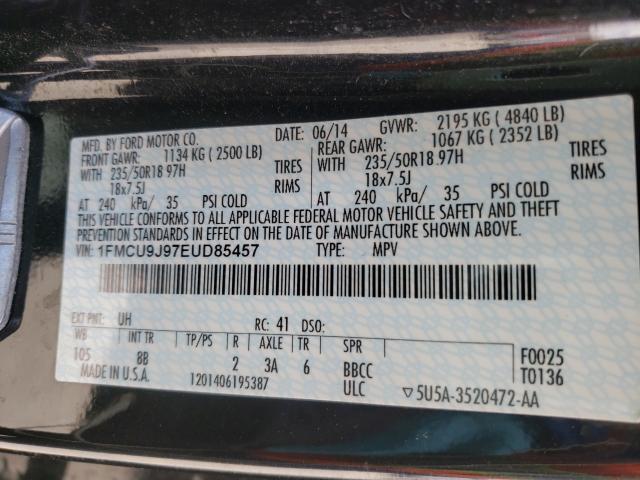 MFD. BY FORD MOTOR CO. DATE: 06/14 GVWR: 2195 KG ( 4840 LB)
FRONT GAWR: 1134 KG ( 2500 LB) REAR GAWR: 1067 KG ( 2352 LB)
WITH 235/50R18 97H TIRES WITH 235/50R18 97H TIRES
18x7.5J RIMS 18x7.5J RIMS
AT 240 kPa/ 35 PSI COLD AT 240 kPa/ 35 PSI COLD
THIS VEHICLE CONFORMS TO ALL APPLICABLE FEDERAL MOTOR VEHICLE SAFETY AND THEFT
PREVENTION STANDARDS IN EFFECT ON THE DATE OF MANUFACTURE SHOWN ABOVE.
VIN: 1FMCU9J97EUD85457 TYPE: MPV
EXT PNT: UH RC: 41 DSO:
WB INT TR TP/PS R AXLE TR SPR
105 8B 2 3A 6 BBCC F0025
MADE IN U.S.A. 1201406195387 ULC ▽5U5A-3520472-AA T0136